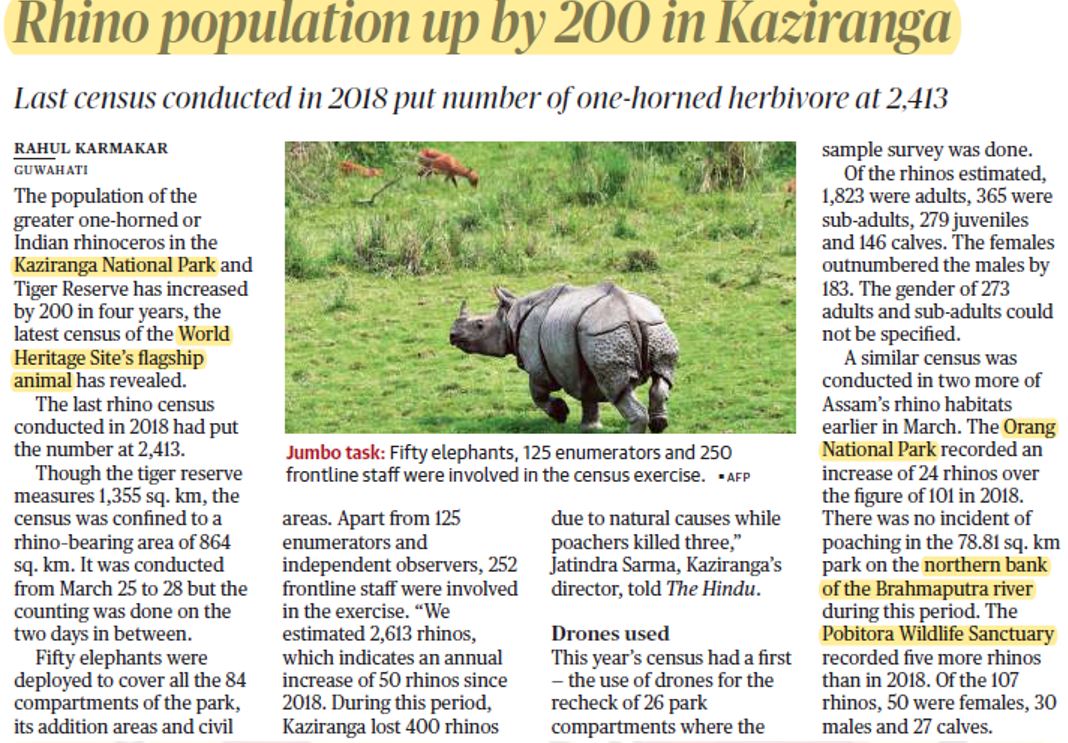 Rhino population up by 200 in Kaziranga
Last census conducted in 2018 put number of one-horned herbivore at 2,413
RAHUL KARMAKAR
GUWAHATI
The population of the
greater one-horned or
Indian rhinoceros in the
Kaziranga National Park and
Tiger Reserve has increased
by 200 in four years, the
latest census of the World
Heritage Site's flagship
animal has revealed.
The last rhino census
conducted in 2018 had put
the number at 2,413.
Though the tiger reserve
measures 1,355 sq. km, the
census was confined to a
rhino-bearing area of 864
sq. km. It was conducted
from March 25 to 28 but the
counting was done on the
two days in between.
Fifty elephants were
deployed to cover all the 84
compartments of the park,
its addition areas and civil
Jumbo task: Fifty elephants, 125 enumerators and 250
frontline staff were involved in the census exercise. ▪ AFP
areas. Apart from 125
enumerators and
independent observers, 252
frontline staff were involved
in the exercise. “We
estimated 2,613 rhinos,
which indicates an annual
increase of 50 rhinos since
2018. During this period,
Kaziranga lost 400 rhinos
due to natural causes while
poachers killed three,”
Jatindra Sarma, Kaziranga's
director, told The Hindu.
Drones used
This year's census had a first
– the use of drones for the
recheck of 26 park
compartments where the
sample survey was done.
Of the rhinos estimated,
1,823 were adults, 365 were
sub-adults, 279 juveniles
and 146 calves. The females
outnumbered the males by
183. The gender of 273
adults and sub-adults could
not be specified.
A similar census was
conducted in two more of
Assam's rhino habitats
earlier in March. The Orang
National Park recorded an
increase of 24 rhinos over
the figure of 101 in 2018.
There was no incident of
poaching in the 78.81 sq. km
park on the northern bank
of the Brahmaputra river
during this period. The
Pobitora Wildlife Sanctuary
recorded five more rhinos
than in 2018. Of the 107
rhinos, 50 were females, 30
males and 27 calves.